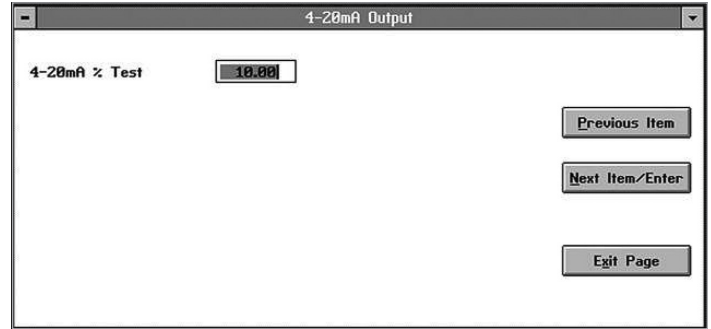 4-20mA Output
4-20mA % Test 10.00
Previous Item
Next Item/Enter
Exit Page